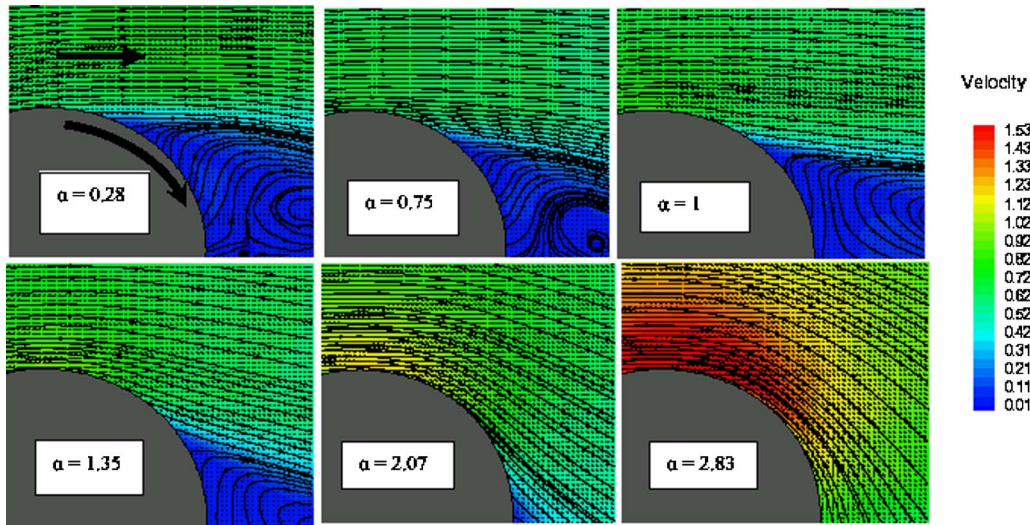 α = 0,28
α = 0,75
α = 1
Velocity
1.53
1.43
1.33
1.23
1.12
1.02
0.92
0.82
0.72
0.62
0.52
0.42
0.31
0.21
0.11
0.01
α = 1,35
α = 2,07
α = 2,83